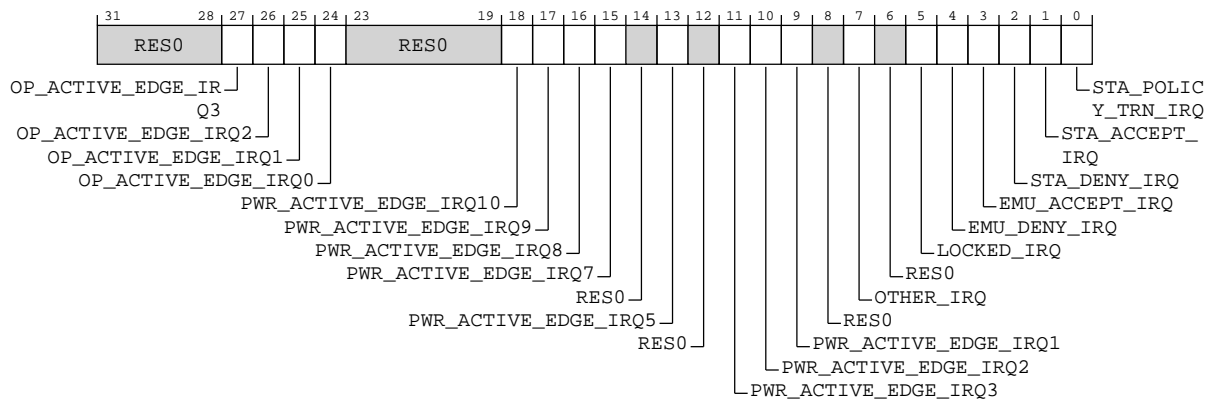 31 28 27 26 25 24 23 19 18 17 16 15 14 13 12 11 10 9 8 7 6 5 4 3 2 1 0
RES0 RES0
OP_ACTIVE_EDGE_IR STA_POLIC
Q3 Y_TRN_IRQ
OP_ACTIVE_EDGE_IRQ2 STA_ACCEPT_
OP_ACTIVE_EDGE_IRQ1 IRQ
OP_ACTIVE_EDGE_IRQ0 STA_DENY_IRQ
PWR_ACTIVE_EDGE_IRQ10 EMU_ACCEPT_IRQ
PWR_ACTIVE_EDGE_IRQ9 EMU_DENY_IRQ
PWR_ACTIVE_EDGE_IRQ8 LOCKED_IRQ
PWR_ACTIVE_EDGE_IRQ7 RES0
RES0 OTHER_IRQ
PWR_ACTIVE_EDGE_IRQ5 RES0
RES0 PWR_ACTIVE_EDGE_IRQ1
PWR_ACTIVE_EDGE_IRQ2
PWR_ACTIVE_EDGE_IRQ3